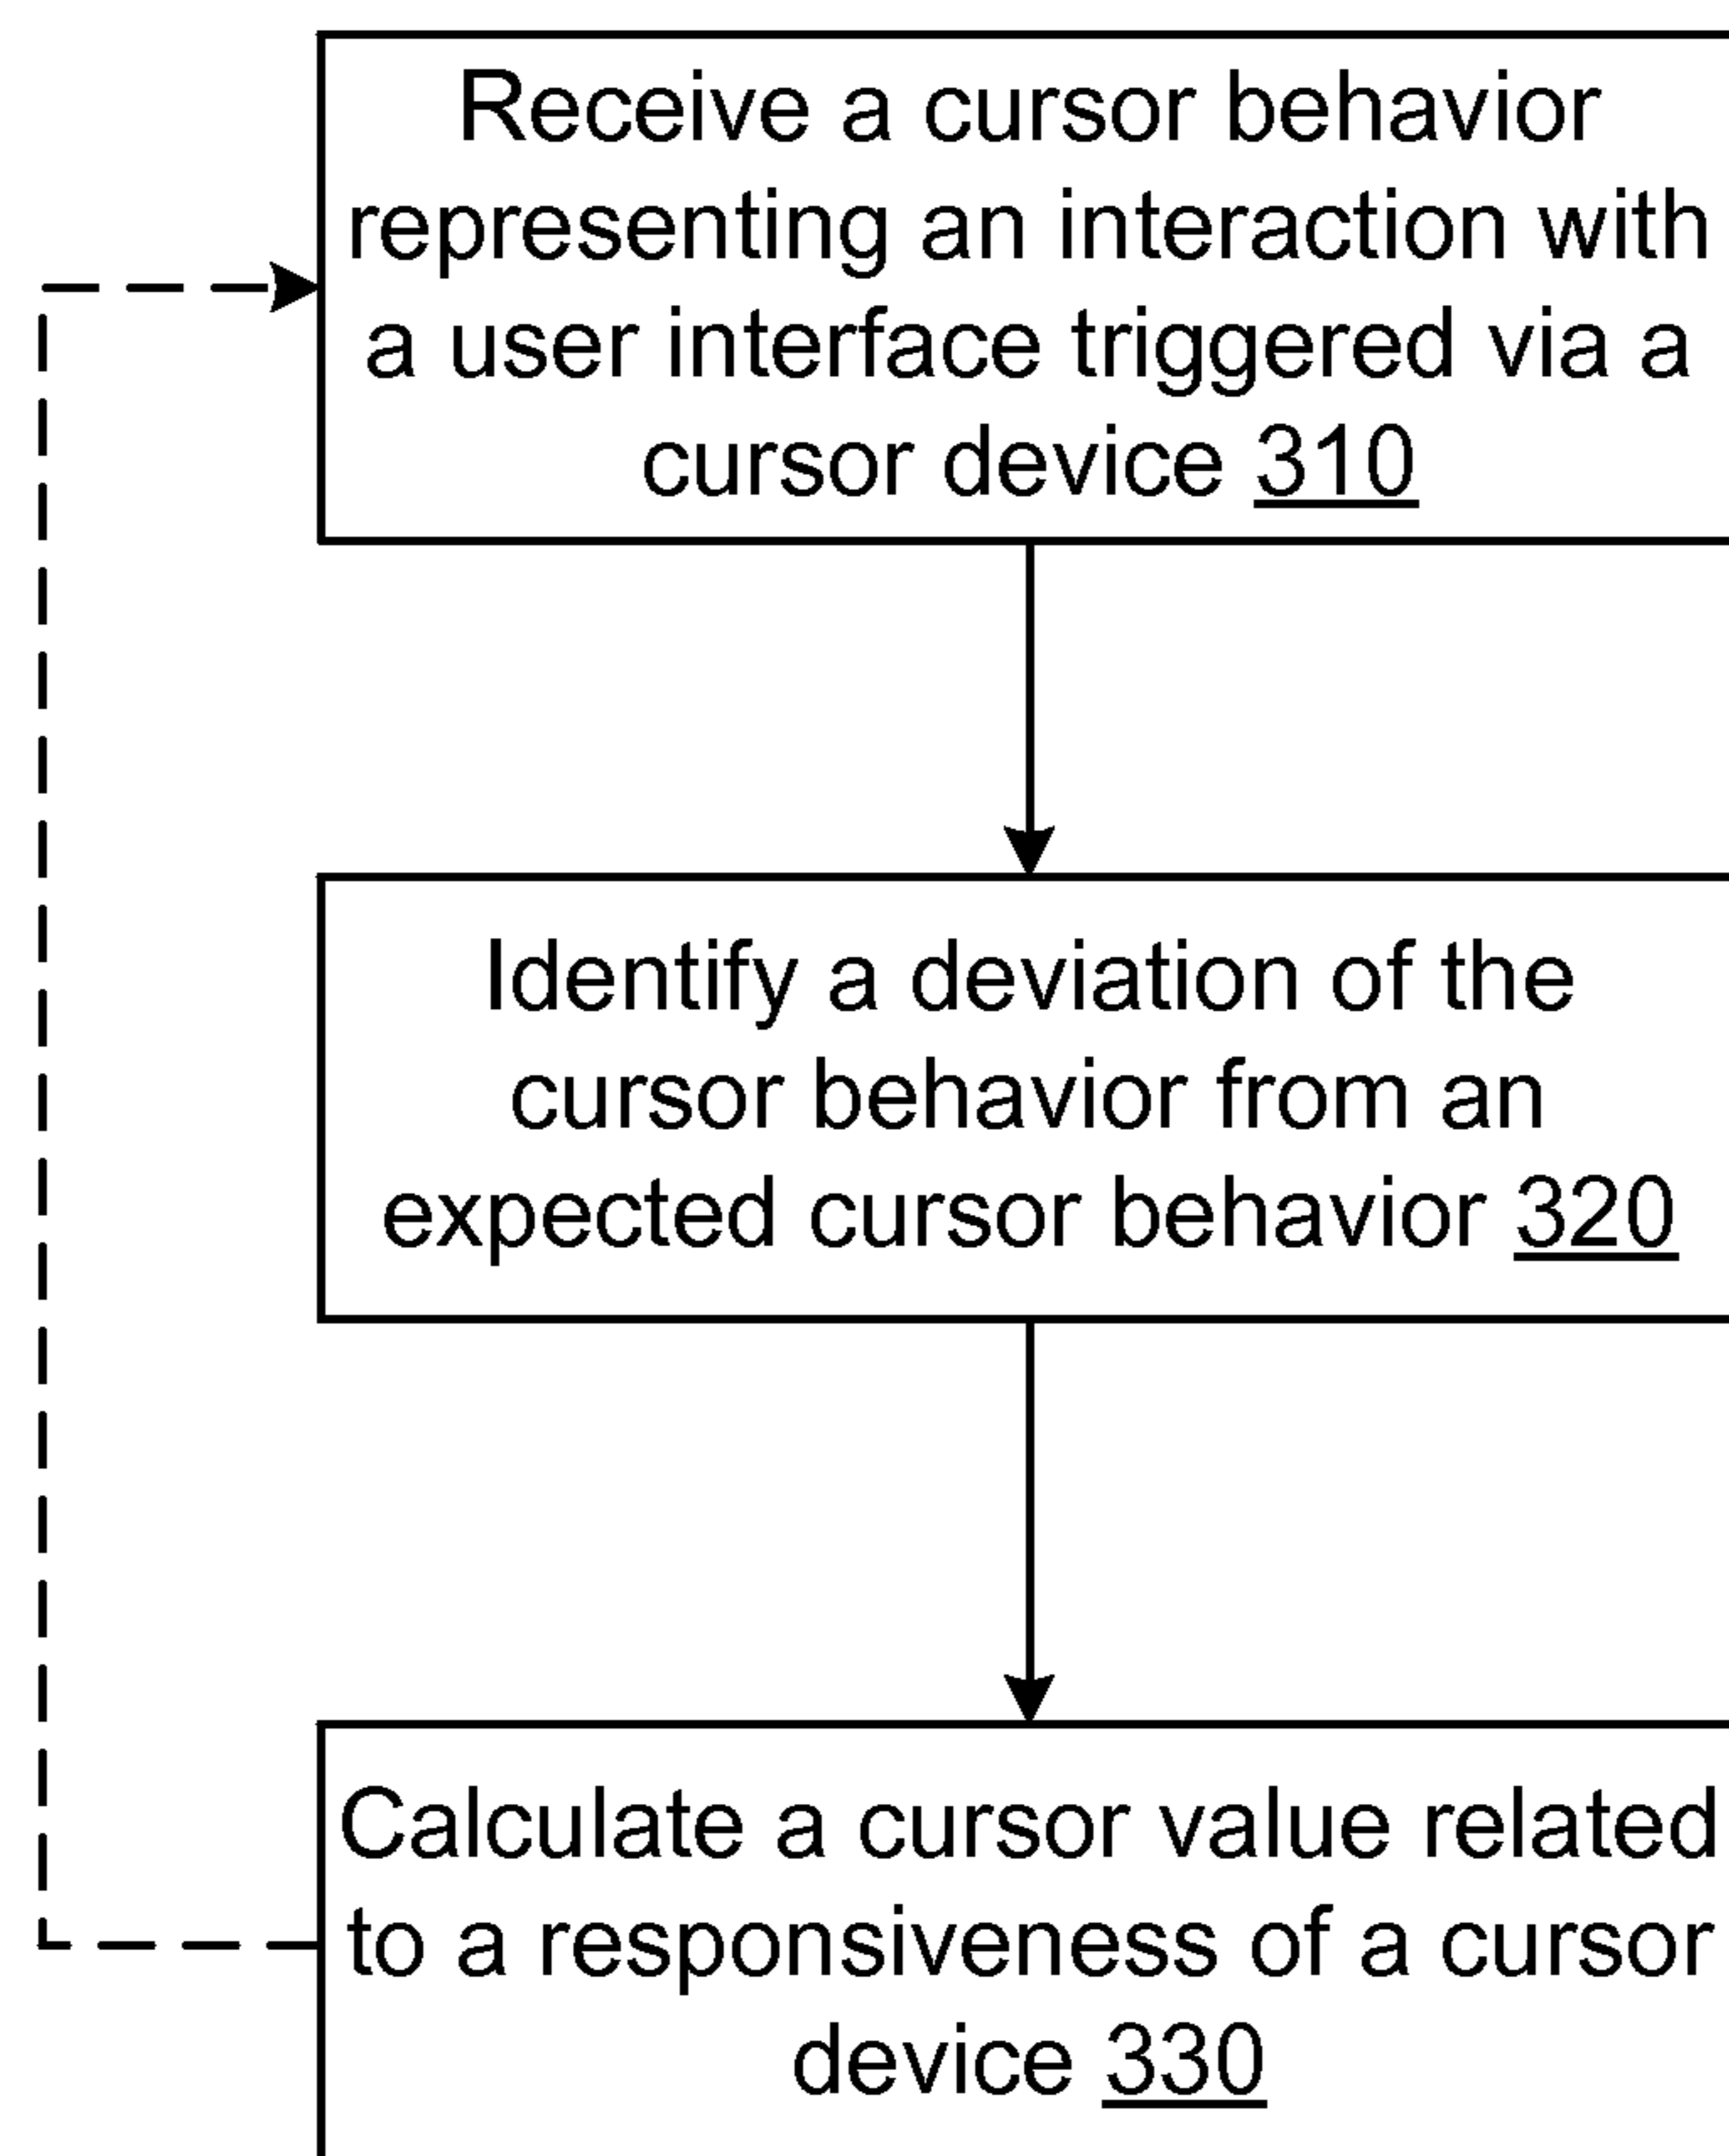 Receive a cursor behavior
representing an interaction with
a user interface triggered via a
cursor device 310
Identify a deviation of the
cursor behavior from an
expected cursor behavior 320
Calculate a cursor value related
to a responsiveness of a cursor
device 330